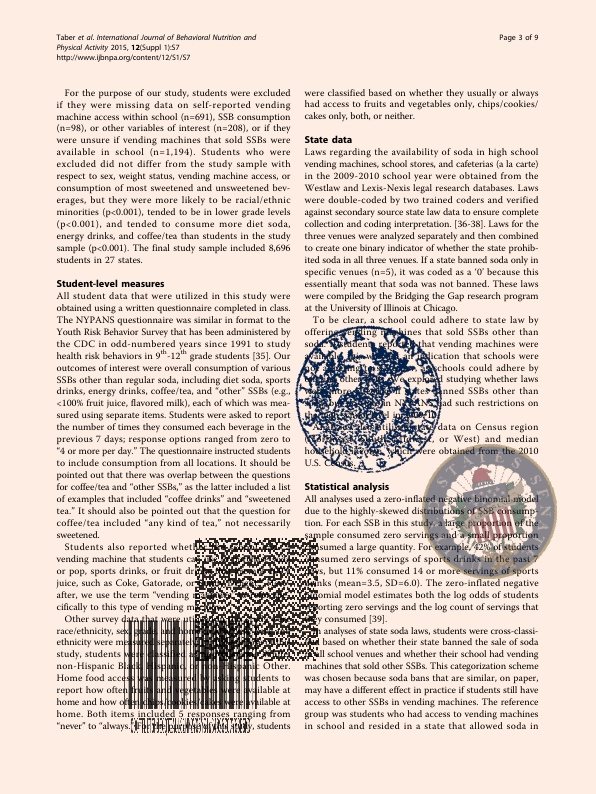 Taber et al. International Journal of Behavioral Nutrition and
Physical Activity 2015, 12(Suppl 1):S7
http://www.ijbnpa.org/content/12/S1/S7
Page 3 of 9
For the purpose of our study, students were excluded
if they were missing data on self-reported vending
machine access within school (n=691), SSB consumption
(n=98), or other variables of interest (n=208), or if they
were unsure if vending machines that sold SSBs were
available in school (n=1,194). Students who were
excluded did not differ from the study sample with
respect to sex, weight status, vending machine access, or
consumption of most sweetened and unsweetened bev-
erages, but they were more likely to be racial/ethnic
minorities (p<0.001), tended to be in lower grade levels
(p<0.001), and tended to consume more diet soda,
energy drinks, and coffee/tea than students in the study
sample (p<0.001). The final study sample included 8,696
students in 27 states.
Student-level measures
All student data that were utilized in this study were
obtained using a written questionnaire completed in class.
The NYPANS questionnaire was similar in format to the
Youth Risk Behavior Survey that has been administered by
the CDC in odd-numbered years since 1991 to study
health risk behaviors in 9th-12th grade students [35]. Our
outcomes of interest were overall consumption of various
SSBs other than regular soda, including diet soda, sports
drinks, energy drinks, coffee/tea, and "other" SSBs (e.g.,
<100% fruit juice, flavored milk), each of which was mea-
sured using separate items. Students were asked to report
the number of times they consumed each beverage in the
previous 7 days; response options ranged from zero to
"4 or more per day." The questionnaire instructed students
to include consumption from all locations. It should be
pointed out that there was overlap between the questions
for coffee/tea and "other SSBs," as the latter included a list
of examples that included "coffee drinks" and "sweetened
tea." It should also be pointed out that the question for
coffee/tea included "any kind of tea," not necessarily
sweetened.
Students also reported whether
vending machine that students ca
or pop, sports drinks, or fruit dr
juice, such as Coke, Gatorade, or
after, we use the term "vending m
cifically to this type of vending m
Other survey data that were
race/ethnicity, sex, grade, and
ethnicity were
study, students were
non-Hispanic Black, Hispanic, or non-Hispanic Other.
Home food access was measured by asking students to
report how often fruits and vegetables were available at
home and how often chips/cookies/cakes were available at
home. Both items included 5 responses ranging from
"never" to "always." For the study, students
were classified based on whether they usually or always
had access to fruits and vegetables only, chips/cookies/
cakes only, both, or neither.
State data
Laws regarding the availability of soda in high school
vending machines, school stores, and cafeterias (a la carte)
in the 2009-2010 school year were obtained from the
Westlaw and Lexis-Nexis legal research databases. Laws
were double-coded by two trained coders and verified
against secondary source state law data to ensure complete
collection and coding interpretation. [36-38]. Laws for the
three venues were analyzed separately and then combined
to create one binary indicator of whether the state prohib-
ited soda in all three venues. If a state banned soda only in
specific venues (n=5), it was coded as a '0' because this
essentially meant that soda was not banned. These laws
were compiled by the Bridging the Gap research program
at the University of Illinois at Chicago.
To be clear, a school could adhere to state law by
offering vending machines that sold SSBs other than
soda. If students reported that vending machines were
indication that schools were
schools could adhere by
other we explored studying whether laws
banned SSBs other than
had such restrictions on
data on Census region
or West) and median
household which were obtained from the 2010
U.S. Census.
Statistical analysis
All analyses used a zero-inflated negative binomial model
due to the highly-skewed distributions of SSB consump-
tion. For each SSB in this study, a large proportion of the
sample consumed zero servings and a small proportion
consumed a large quantity. For example, 42% of students
consumed zero servings of sports drinks in the past 7
days, but 11% consumed 14 or more servings of sports
drinks (mean=3.5, SD=6.0). The zero-inflated negative
binomial model estimates both the log odds of students
reporting zero servings and the log count of servings that
they consumed [39].
In analyses of state soda laws, students were cross-classi-
fied based on whether their state banned the sale of soda
in all school venues and whether their school had vending
machines that sold other SSBs. This categorization scheme
was chosen because soda bans that are similar, on paper,
may have a different effect in practice if students still have
access to other SSBs in vending machines. The reference
group was students who had access to vending machines
in school and resided in a state that allowed soda in